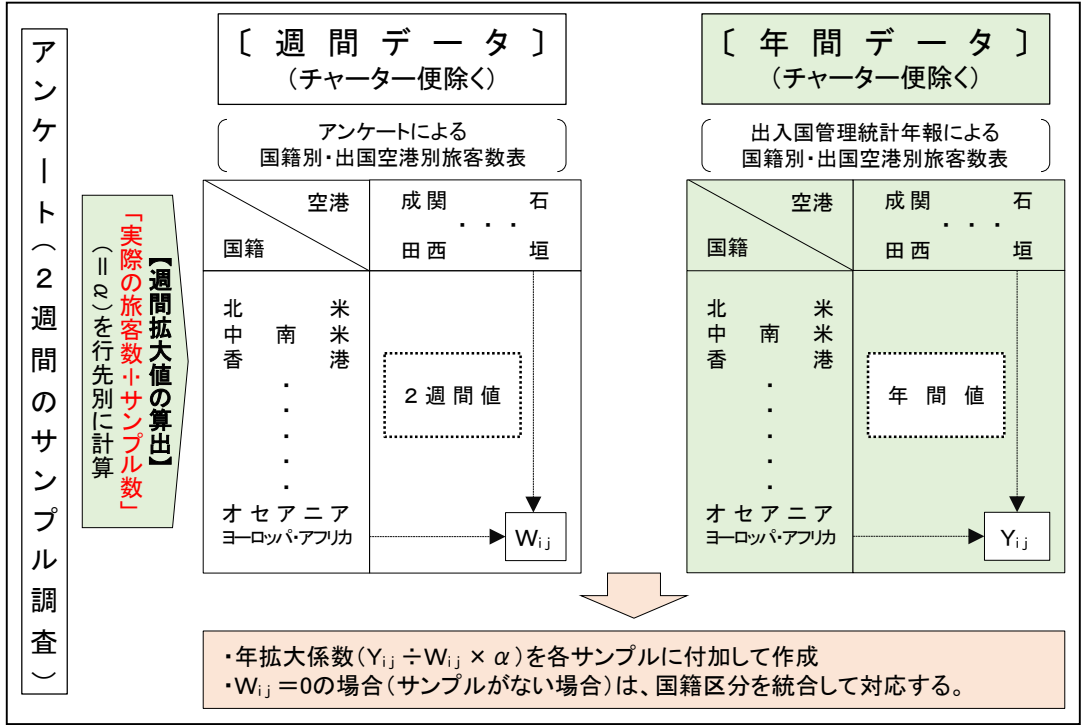 アンケート(2週間のサンプル調査)
【週間拡大値の算出】
「実際の旅客数÷サンプル数」
(=α)を行先別に計算
〔週間データ〕
(チャーター便除く)
アンケートによる
国籍別・出国空港別旅客数表
空港
国籍
成関 石
・・・
田西 垣
北米
中南米
香港
・
・
・
・
・
オセアニア
ヨーロッパ・アフリカ
2週間値
Wij
〔年間データ〕
(チャーター便除く)
出入国管理統計年報による
国籍別・出国空港別旅客数表
空港
国籍
成関 石
・・・
田西 垣
北米
中南米
香港
・
・
・
・
・
オセアニア
ヨーロッパ・アフリカ
年間値
Yij
・年拡大係数(Yij÷Wij×α)を各サンプルに付加して作成
・Wij=0の場合(サンプルがない場合)は、国籍区分を統合して対応する。